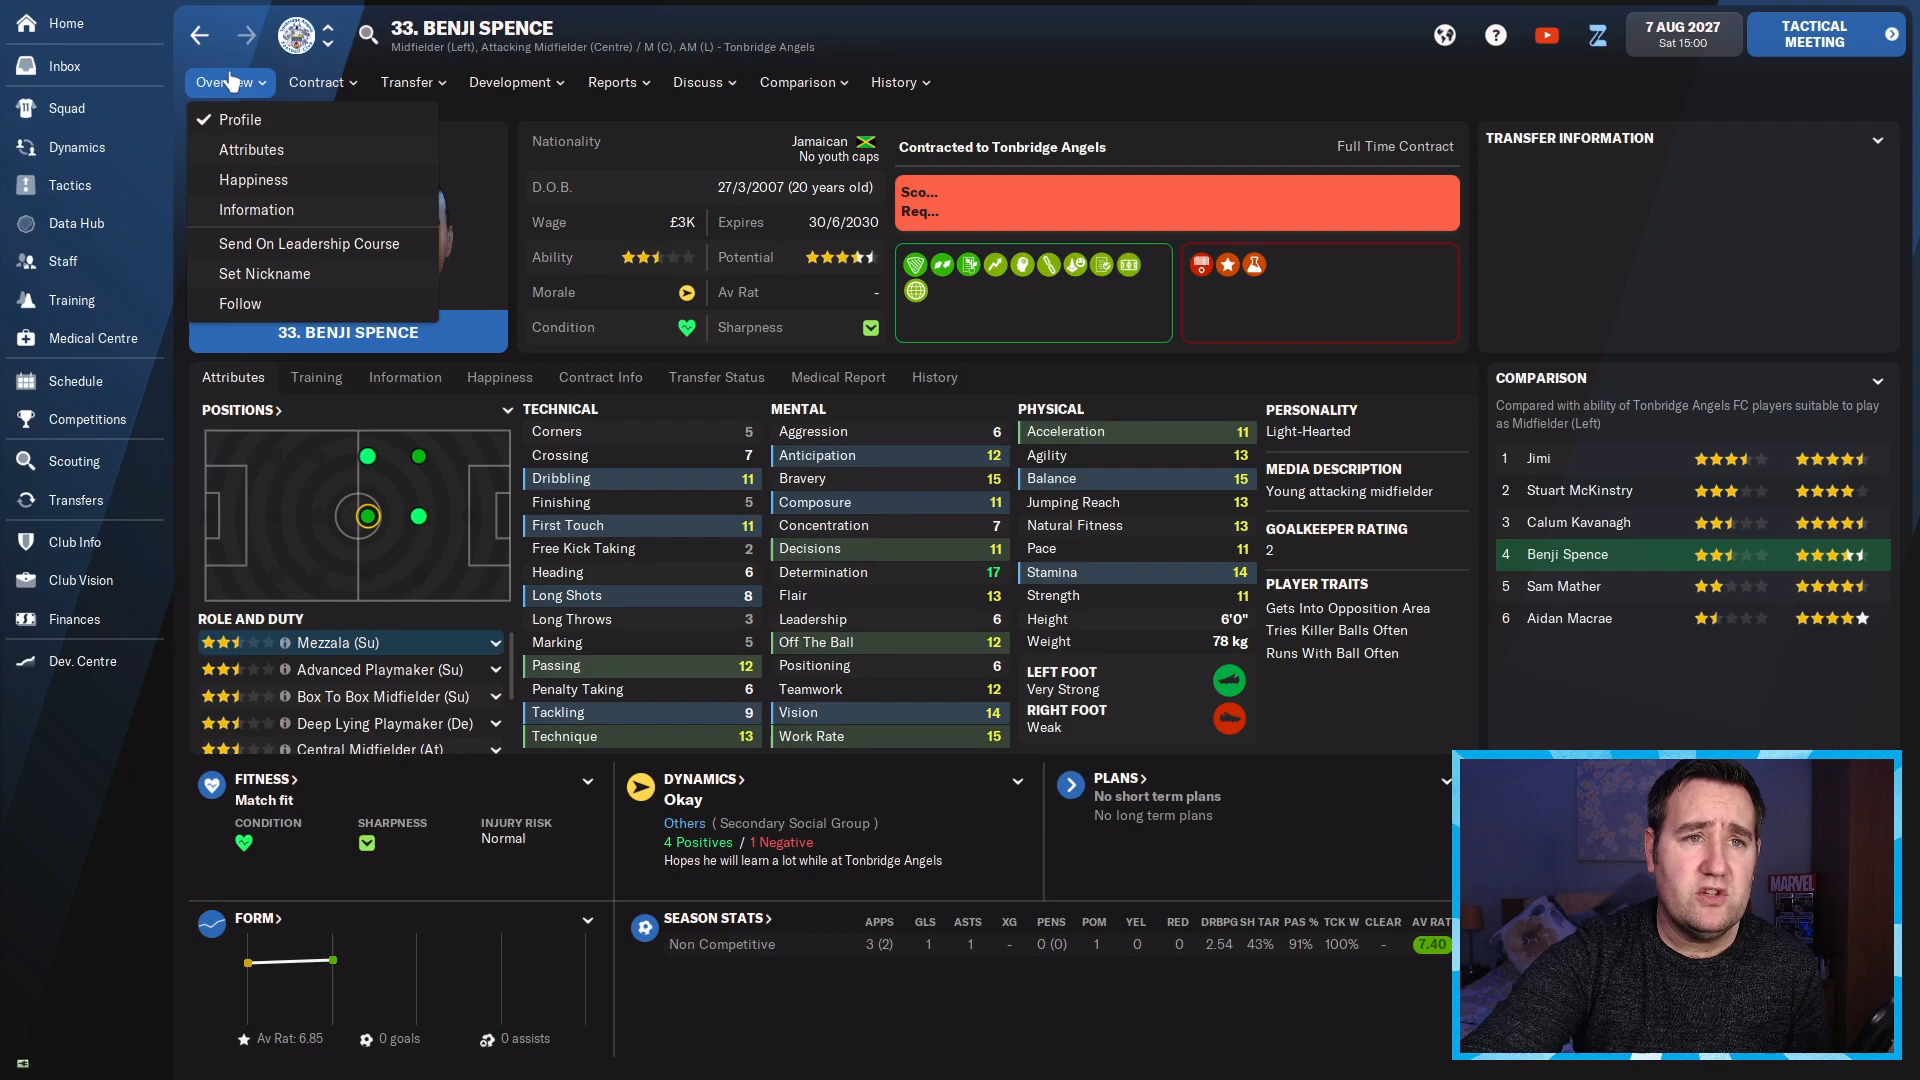 Home
Inbox
Squad
Dynamics
Tactics
Data Hub
Staff
Training
Medical Centre
Schedule
Competitions
Scouting
Transfers
Club Info
Club Vision
Finances
Dev. Centre
33. BENJI SPENCE
Midfielder (Left), Attacking Midfielder (Centre) / M (C), AM (L) - Tonbridge Angels
7 AUG 2027
Sat 15:00
TACTICAL MEETING
Overview Contract Transfer Development Reports Discuss Comparison History
Profile
Attributes
Happiness
Information
Send On Leadership Course
Set Nickname
Follow
33. BENJI SPENCE
Nationality Jamaican
No youth caps
D.O.B. 27/3/2007 (20 years old)
Wage £3K Expires 30/6/2030
Ability Potential
Morale Av Rat -
Condition Sharpness
Contracted to Tonbridge Angels Full Time Contract
Sco...
Req...
TRANSFER INFORMATION
Attributes Training Information Happiness Contract Info Transfer Status Medical Report History
POSITIONS>
ROLE AND DUTY
Mezzala (Su)
Advanced Playmaker (Su)
Box To Box Midfielder (Su)
Deep Lying Playmaker (De)
Central Midfielder (At)
TECHNICAL
Corners 5
Crossing 7
Dribbling 11
Finishing 5
First Touch 11
Free Kick Taking 2
Heading 6
Long Shots 8
Long Throws 3
Marking 5
Passing 12
Penalty Taking 6
Tackling 9
Technique 13
MENTAL
Aggression 6
Anticipation 12
Bravery 15
Composure 11
Concentration 7
Decisions 11
Determination 17
Flair 13
Leadership 6
Off The Ball 12
Positioning 6
Teamwork 12
Vision 14
Work Rate 15
PHYSICAL
Acceleration 11
Agility 13
Balance 15
Jumping Reach 13
Natural Fitness 13
Pace 11
Stamina 14
Strength 11
Height 6'0"
Weight 78 kg
LEFT FOOT
Very Strong
RIGHT FOOT
Weak
PERSONALITY
Light-Hearted
MEDIA DESCRIPTION
Young attacking midfielder
GOALKEEPER RATING
2
PLAYER TRAITS
Gets Into Opposition Area
Tries Killer Balls Often
Runs With Ball Often
COMPARISON
Compared with ability of Tonbridge Angels FC players suitable to play
as Midfielder (Left)
1 Jimi
2 Stuart McKinstry
3 Calum Kavanagh
4 Benji Spence
5 Sam Mather
6 Aidan Macrae
FITNESS>
Match fit
CONDITION SHARPNESS INJURY RISK
Normal
DYNAMICS>
Okay
Others ( Secondary Social Group )
4 Positives / 1 Negative
Hopes he will learn a lot while at Tonbridge Angels
PLANS>
No short term plans
No long term plans
FORM>
Av Rat: 6.85 0 goals 0 assists
SEASON STATS> APPS GLS ASTS XG PENS POM YEL RED DRBPG SH TAR PAS % TCK W CLEAR AV RAT
Non Competitive 3 (2) 1 1 - 0 (0) 1 0 0 2.54 43% 91% 100% - 7.40
MARVEL